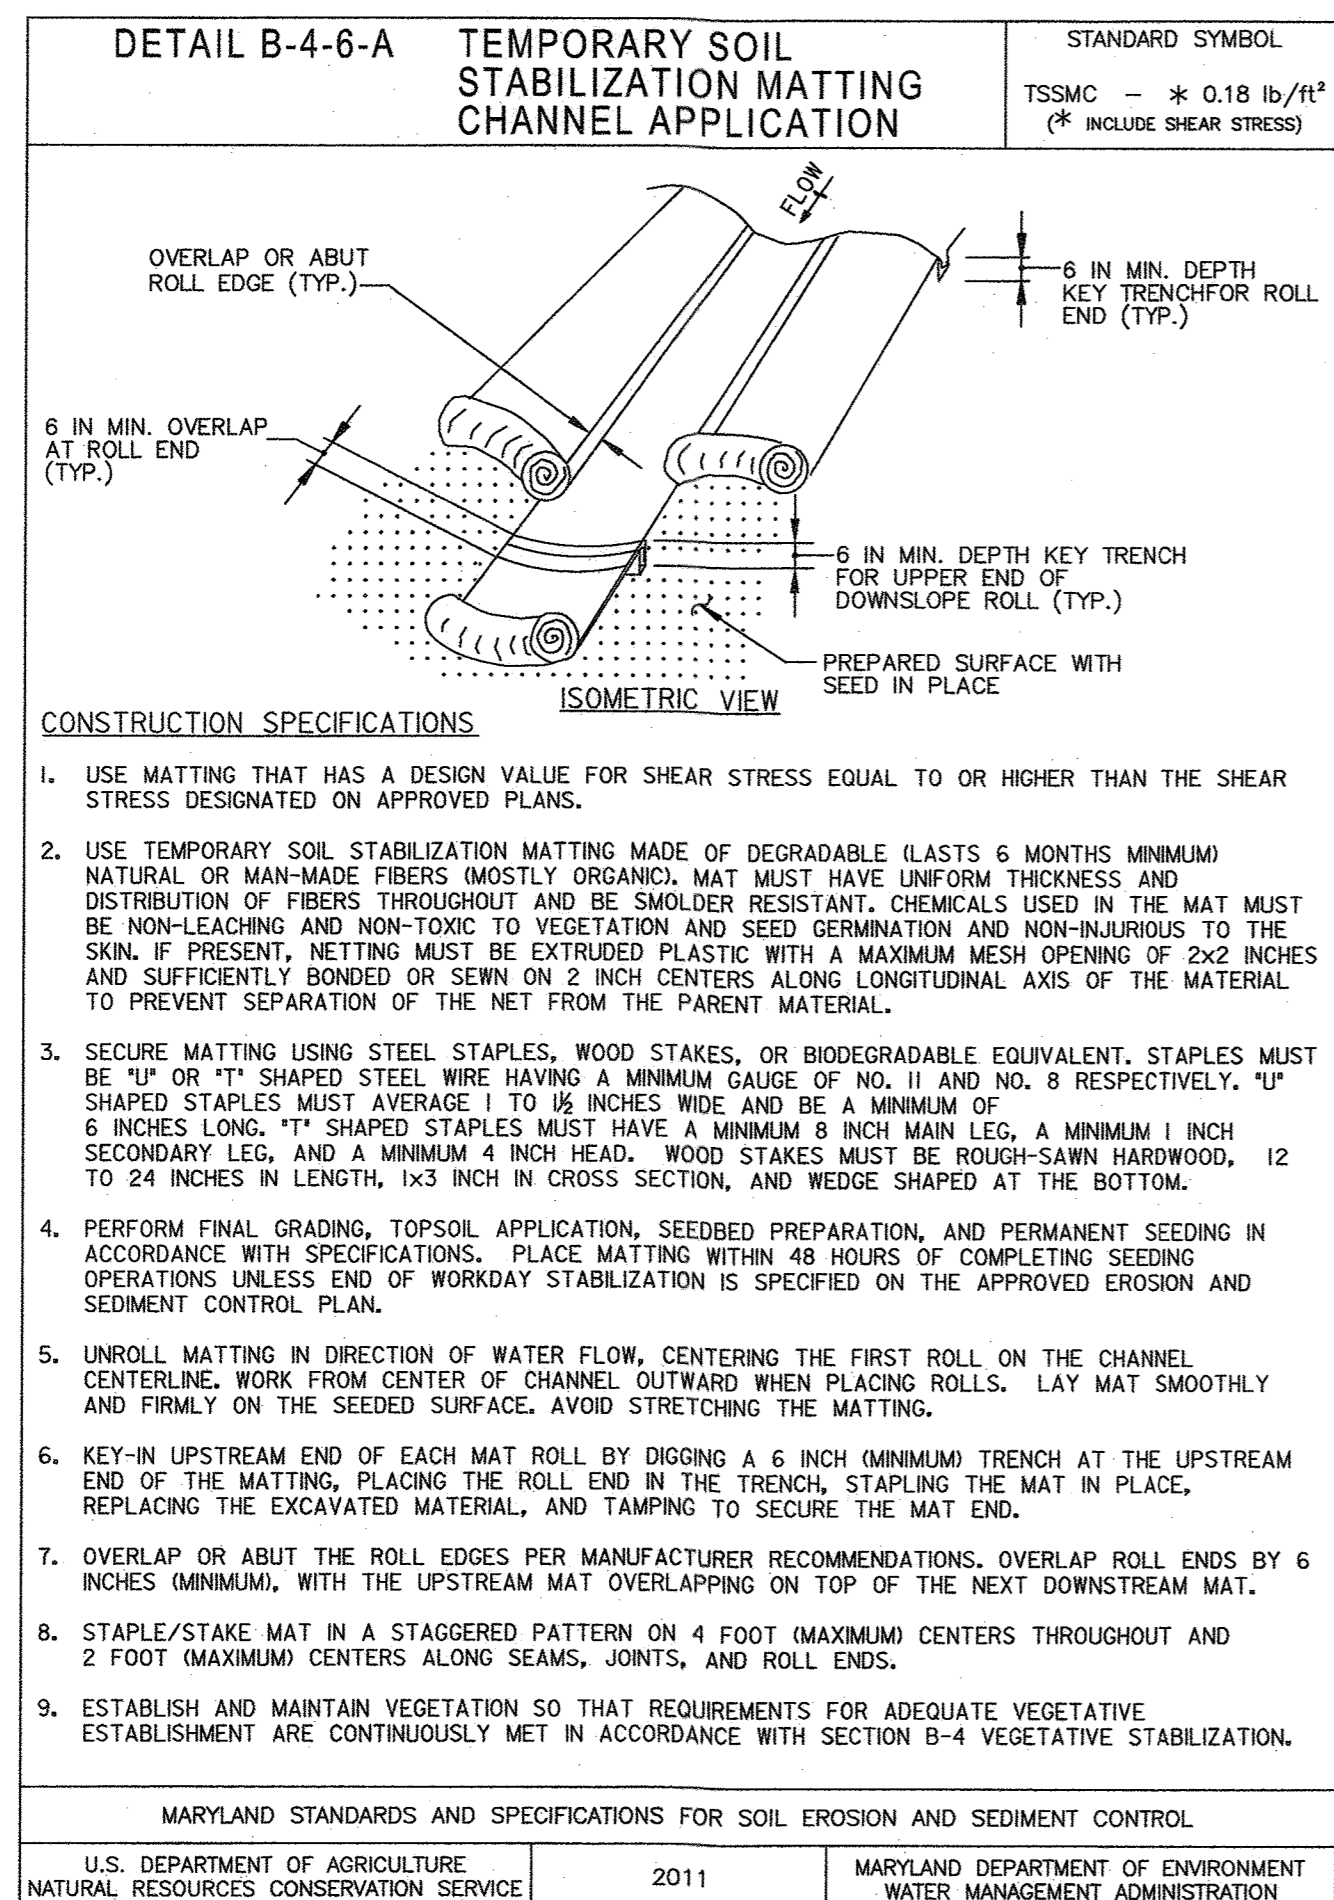 DETAIL B-4-6-A
TEMPORARY SOIL
STABILIZATION MATTING
CHANNEL APPLICATION
STANDARD SYMBOL
TSSMC – * 0.18 lb/ft²
(* INCLUDE SHEAR STRESS)
FLOW
OVERLAP OR ABUT
ROLL EDGE (TYP.)
6 IN MIN. DEPTH
KEY TRENCHFOR ROLL
END (TYP.)
6 IN MIN. OVERLAP
AT ROLL END
(TYP.)
6 IN MIN. DEPTH KEY TRENCH
FOR UPPER END OF
DOWNSLOPE ROLL (TYP.)
PREPARED SURFACE WITH
SEED IN PLACE
ISOMETRIC VIEW
CONSTRUCTION SPECIFICATIONS
1. USE MATTING THAT HAS A DESIGN VALUE FOR SHEAR STRESS EQUAL TO OR HIGHER THAN THE SHEAR
STRESS DESIGNATED ON APPROVED PLANS.
2. USE TEMPORARY SOIL STABILIZATION MATTING MADE OF DEGRADABLE (LASTS 6 MONTHS MINIMUM)
NATURAL OR MAN-MADE FIBERS (MOSTLY ORGANIC). MAT MUST HAVE UNIFORM THICKNESS AND
DISTRIBUTION OF FIBERS THROUGHOUT AND BE SMOLDER RESISTANT. CHEMICALS USED IN THE MAT MUST
BE NON-LEACHING AND NON-TOXIC TO VEGETATION AND SEED GERMINATION AND NON-INJURIOUS TO THE
SKIN. IF PRESENT, NETTING MUST BE EXTRUDED PLASTIC WITH A MAXIMUM MESH OPENING OF 2x2 INCHES
AND SUFFICIENTLY BONDED OR SEWN ON 2 INCH CENTERS ALONG LONGITUDINAL AXIS OF THE MATERIAL
TO PREVENT SEPARATION OF THE NET FROM THE PARENT MATERIAL.
3. SECURE MATTING USING STEEL STAPLES, WOOD STAKES, OR BIODEGRADABLE EQUIVALENT. STAPLES MUST
BE "U" OR "T" SHAPED STEEL WIRE HAVING A MINIMUM GAUGE OF NO. 11 AND NO. 8 RESPECTIVELY. "U"
SHAPED STAPLES MUST AVERAGE 1 TO 1½ INCHES WIDE AND BE A MINIMUM OF
6 INCHES LONG. "T" SHAPED STAPLES MUST HAVE A MINIMUM 8 INCH MAIN LEG, A MINIMUM 1 INCH
SECONDARY LEG, AND A MINIMUM 4 INCH HEAD. WOOD STAKES MUST BE ROUGH-SAWN HARDWOOD, 12
TO 24 INCHES IN LENGTH, 1x3 INCH IN CROSS SECTION, AND WEDGE SHAPED AT THE BOTTOM.
4. PERFORM FINAL GRADING, TOPSOIL APPLICATION, SEEDBED PREPARATION, AND PERMANENT SEEDING IN
ACCORDANCE WITH SPECIFICATIONS. PLACE MATTING WITHIN 48 HOURS OF COMPLETING SEEDING
OPERATIONS UNLESS END OF WORKDAY STABILIZATION IS SPECIFIED ON THE APPROVED EROSION AND
SEDIMENT CONTROL PLAN.
5. UNROLL MATTING IN DIRECTION OF WATER FLOW, CENTERING THE FIRST ROLL ON THE CHANNEL
CENTERLINE. WORK FROM CENTER OF CHANNEL OUTWARD WHEN PLACING ROLLS. LAY MAT SMOOTHLY
AND FIRMLY ON THE SEEDED SURFACE. AVOID STRETCHING THE MATTING.
6. KEY-IN UPSTREAM END OF EACH MAT ROLL BY DIGGING A 6 INCH (MINIMUM) TRENCH AT THE UPSTREAM
END OF THE MATTING, PLACING THE ROLL END IN THE TRENCH, STAPLING THE MAT IN PLACE,
REPLACING THE EXCAVATED MATERIAL, AND TAMPING TO SECURE THE MAT END.
7. OVERLAP OR ABUT THE ROLL EDGES PER MANUFACTURER RECOMMENDATIONS. OVERLAP ROLL ENDS BY 6
INCHES (MINIMUM), WITH THE UPSTREAM MAT OVERLAPPING ON TOP OF THE NEXT DOWNSTREAM MAT.
8. STAPLE/STAKE MAT IN A STAGGERED PATTERN ON 4 FOOT (MAXIMUM) CENTERS THROUGHOUT AND
2 FOOT (MAXIMUM) CENTERS ALONG SEAMS, JOINTS, AND ROLL ENDS.
9. ESTABLISH AND MAINTAIN VEGETATION SO THAT REQUIREMENTS FOR ADEQUATE VEGETATIVE
ESTABLISHMENT ARE CONTINUOUSLY MET IN ACCORDANCE WITH SECTION B-4 VEGETATIVE STABILIZATION.
MARYLAND STANDARDS AND SPECIFICATIONS FOR SOIL EROSION AND SEDIMENT CONTROL
U.S. DEPARTMENT OF AGRICULTURE
NATURAL RESOURCES CONSERVATION SERVICE
2011
MARYLAND DEPARTMENT OF ENVIRONMENT
WATER MANAGEMENT ADMINISTRATION